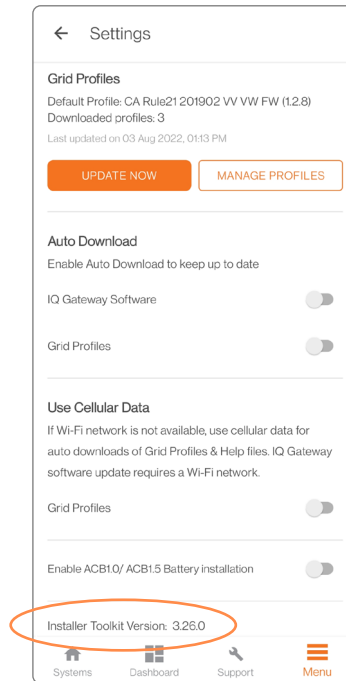 Settings
Grid Profiles
Default Profile: CA Rule21 201902 VV VW FW (1.2.8)
Downloaded profiles: 3
Last updated on 03 Aug 2022, 01:13 PM
UPDATE NOW
MANAGE PROFILES
Auto Download
Enable Auto Download to keep up to date
IQ Gateway Software
Grid Profiles
Use Cellular Data
If Wi-Fi network is not available, use cellular data for
auto downloads of Grid Profiles & Help files. IQ Gateway
software update requires a Wi-Fi network.
Grid Profiles
Enable ACB1.0/ ACB1.5 Battery installation
Installer Toolkit Version: 3.26.0
Systems
Dashboard
Support
Menu